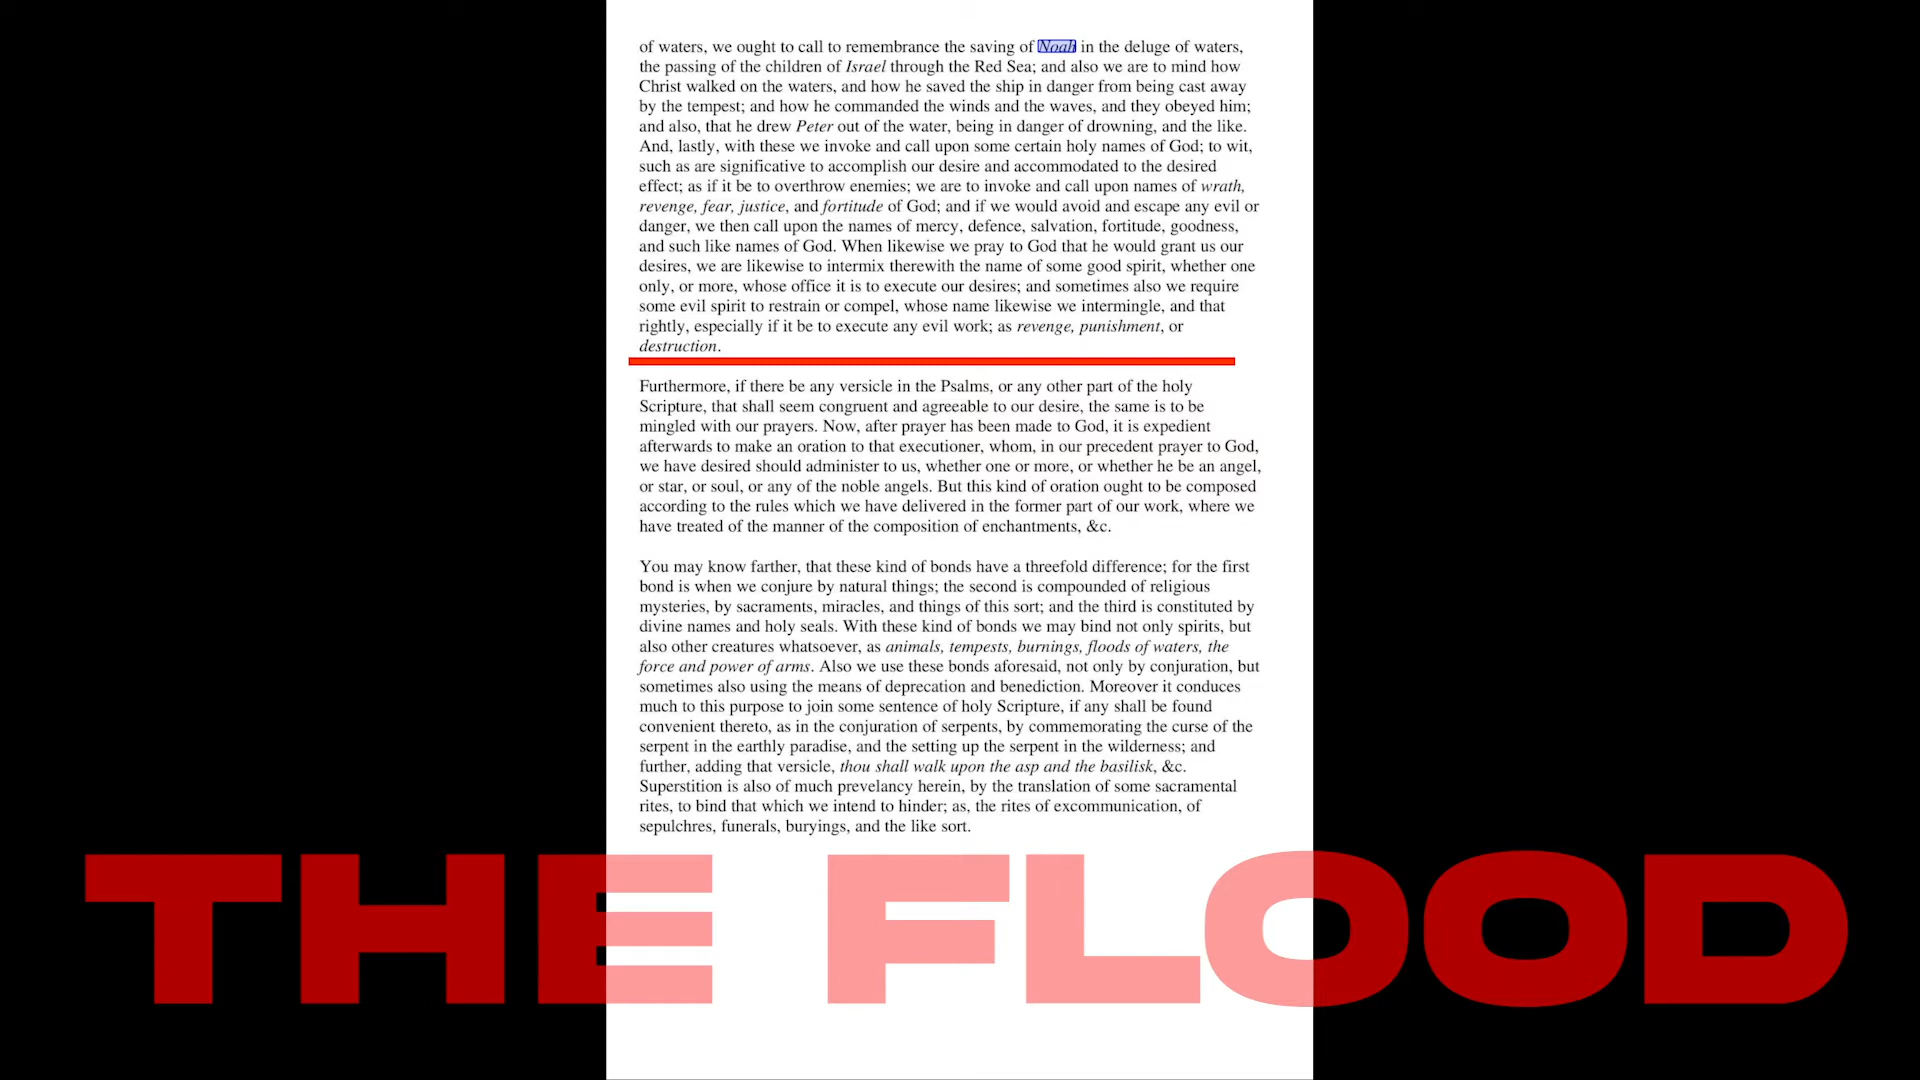 of waters, we ought to call to remembrance the saving of Noah in the deluge of waters,
the passing of the children of Israel through the Red Sea; and also we are to mind how
Christ walked on the waters, and how he saved the ship in danger from being cast away
by the tempest; and how he commanded the winds and the waves, and they obeyed him;
and also, that he drew Peter out of the water, being in danger of drowning, and the like.
And, lastly, with these we invoke and call upon some certain holy names of God; to wit,
such as are significative to accomplish our desire and accommodated to the desired
effect; as if it be to overthrow enemies; we are to invoke and call upon names of wrath,
revenge, fear, justice, and fortitude of God; and if we would avoid and escape any evil or
danger, we then call upon the names of mercy, defence, salvation, fortitude, goodness,
and such like names of God. When likewise we pray to God that he would grant us our
desires, we are likewise to intermix therewith the name of some good spirit, whether one
only, or more, whose office it is to execute our desires; and sometimes also we require
some evil spirit to restrain or compel, whose name likewise we intermingle, and that
rightly, especially if it be to execute any evil work; as revenge, punishment, or
destruction.
Furthermore, if there be any versicle in the Psalms, or any other part of the holy
Scripture, that shall seem congruent and agreeable to our desire, the same is to be
mingled with our prayers. Now, after prayer has been made to God, it is expedient
afterwards to make an oration to that executioner, whom, in our precedent prayer to God,
we have desired should administer to us, whether one or more, or whether he be an angel,
or star, or soul, or any of the noble angels. But this kind of oration ought to be composed
according to the rules which we have delivered in the former part of our work, where we
have treated of the manner of the composition of enchantments, &c.
You may know farther, that these kind of bonds have a threefold difference; for the first
bond is when we conjure by natural things; the second is compounded of religious
mysteries, by sacraments, miracles, and things of this sort; and the third is constituted by
divine names and holy seals. With these kind of bonds we may bind not only spirits, but
also other creatures whatsoever, as animals, tempests, burnings, floods of waters, the
force and power of arms. Also we use these bonds aforesaid, not only by conjuration, but
sometimes also using the means of deprecation and benediction. Moreover it conduces
much to this purpose to join some sentence of holy Scripture, if any shall be found
convenient thereto, as in the conjuration of serpents, by commemorating the curse of the
serpent in the earthly paradise, and the setting up the serpent in the wilderness; and
further, adding that versicle, thou shall walk upon the asp and the basilisk, &c.
Superstition is also of much prevelancy herein, by the translation of some sacramental
rites, to bind that which we intend to hinder; as, the rites of excommunication, of
sepulchres, funerals, buryings, and the like sort.
THE FLOOD